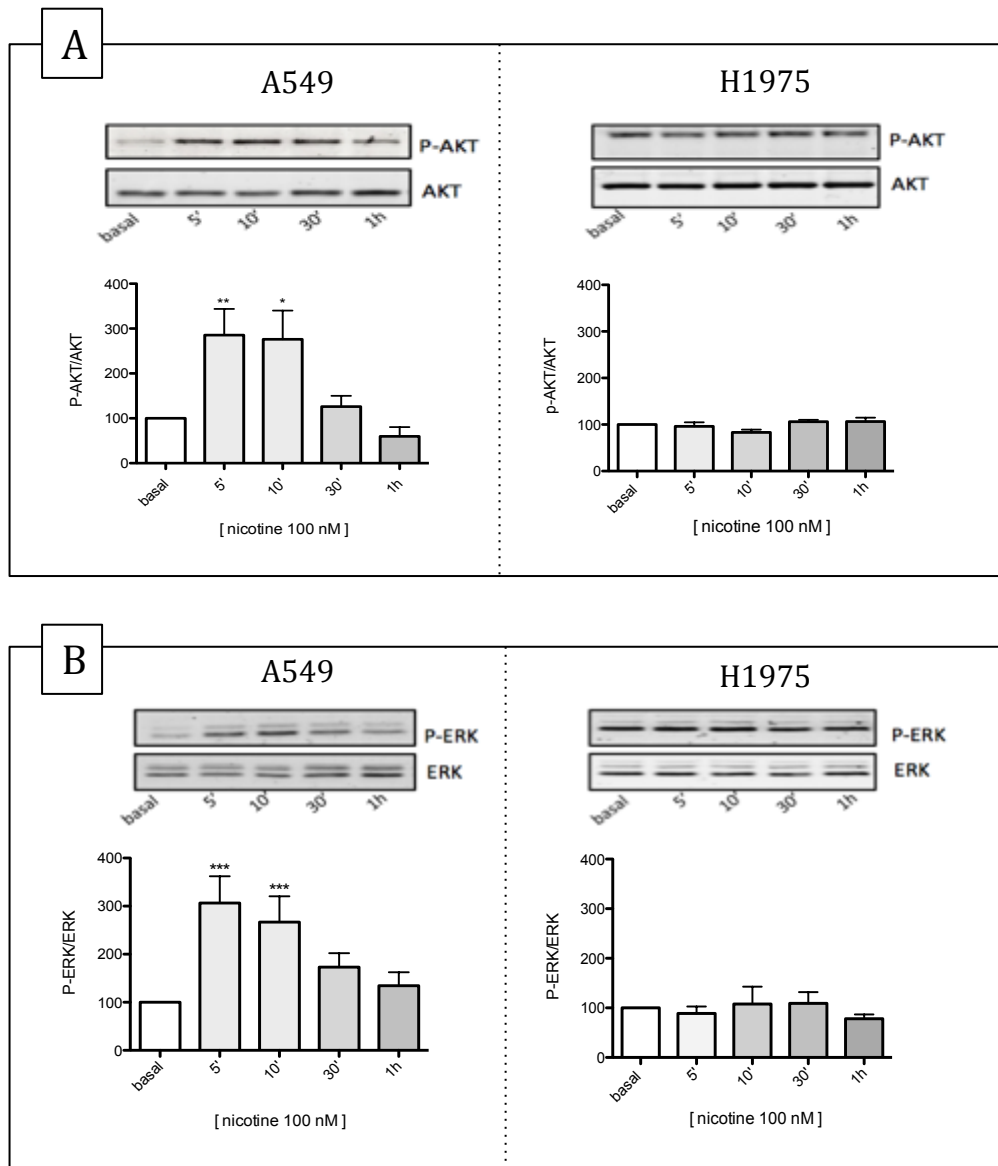 A
A549
H1975
P-AKT
AKT
basal 5' 10' 30' 1h
P-AKT
AKT
basal 5' 10' 30' 1h
P-AKT/AKT
400
300
200
100
0
** *
basal 5' 10' 30' 1h
[ nicotine 100 nM ]
p-AKT/AKT
400
300
200
100
0
basal 5' 10' 30' 1h
[ nicotine 100 nM ]
B
A549
H1975
P-ERK
ERK
basal 5' 10' 30' 1h
P-ERK
ERK
basal 5' 10' 30' 1h
P-ERK/ERK
400
300
200
100
0
*** ***
basal 5' 10' 30' 1h
[ nicotine 100 nM ]
P-ERK/ERK
400
300
200
100
0
basal 5' 10' 30' 1h
[ nicotine 100 nM ]